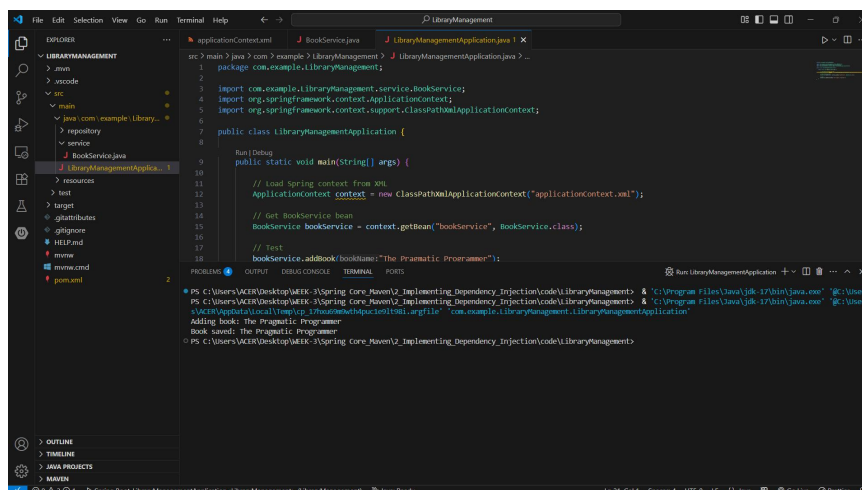 File Edit Selection View Go Run Terminal Help
LibraryManagement
EXPLORER
LIBRARYMANAGEMENT
.mvn
.vscode
src
main
java\com\example\Library...
repository
service
BookService.java
LibraryManagementApplica... 1
resources
test
target
.gitattributes
.gitignore
HELP.md
mvnw
mvnw.cmd
pom.xml 2
OUTLINE
TIMELINE
JAVA PROJECTS
MAVEN
applicationContext.xml
BookService.java
LibraryManagementApplication.java 1
src > main > java > com > example > LibraryManagement > LibraryManagementApplication.java > ...
1 package com.example.LibraryManagement;
2
3 import com.example.LibraryManagement.service.BookService;
4 import org.springframework.context.ApplicationContext;
5 import org.springframework.context.support.ClassPathXmlApplicationContext;
6
7 public class LibraryManagementApplication {
8
Run | Debug
9 public static void main(String[] args) {
10
11 // Load Spring context from XML
12 ApplicationContext context = new ClassPathXmlApplicationContext("applicationContext.xml");
13
14 // Get BookService bean
15 BookService bookService = context.getBean("bookService", BookService.class);
16
17 // Test
18 bookService.addBook(bookName:"The Pragmatic Programmer");
PROBLEMS 4 OUTPUT DEBUG CONSOLE TERMINAL PORTS
Run: LibraryManagementApplication
PS C:\Users\ACER\Desktop\WEEK-3\Spring Core_Maven\2_Implementing_Dependency_Injection\code\LibraryManagement> & 'C:\Program Files\Java\jdk-17\bin\java.exe' '@C:\Use
PS C:\Users\ACER\Desktop\WEEK-3\Spring Core_Maven\2_Implementing_Dependency_Injection\code\LibraryManagement> & 'C:\Program Files\Java\jdk-17\bin\java.exe' '@C:\User
'com.example.LibraryManagement.LibraryManagementApplication'
Adding book: The Pragmatic Programmer
Book saved: The Pragmatic Programmer
PS C:\Users\ACER\Desktop\WEEK-3\Spring Core_Maven\2_Implementing_Dependency_Injection\code\LibraryManagement>